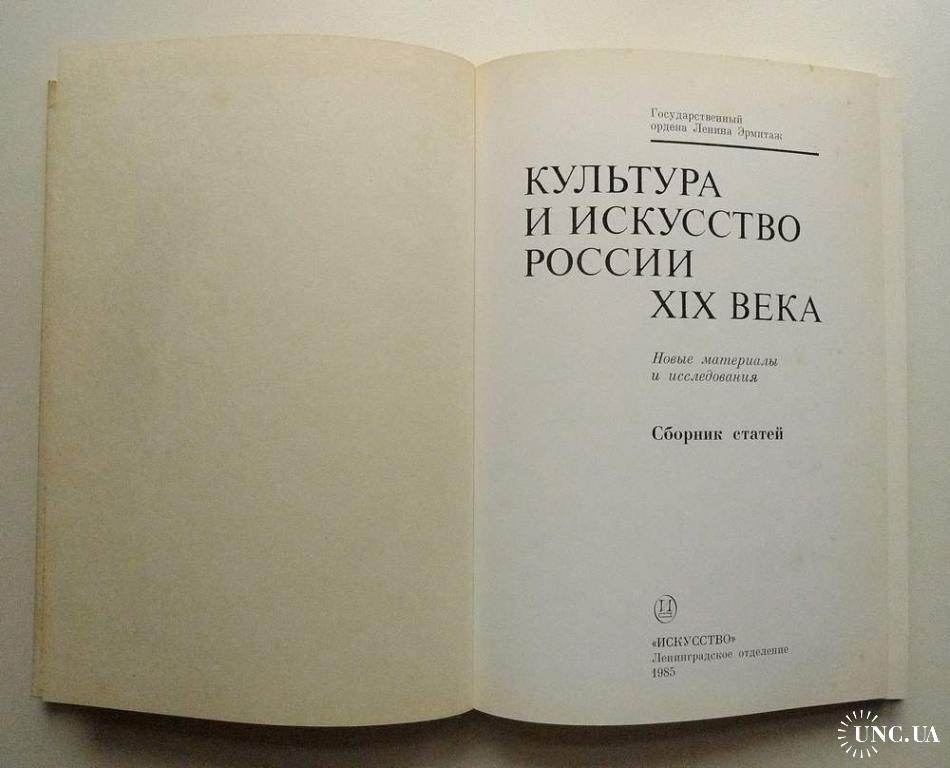 Государственный
ордена Ленина Эрмитаж
КУЛЬТУРА
И ИСКУССТВО
РОССИИ
XIX ВЕКА
Новые материалы
и исследования
Сборник статей
«ИСКУССТВО»
Ленинградское отделение
1985
UNC.UA